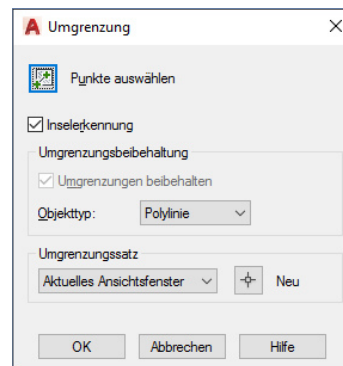 Umgrenzung
Punkte auswählen
Inselerkennung
Umgrenzungsbeibehaltung
Umgrenzungen beibehalten
Objekttyp: Polylinie
Umgrenzungssatz
Aktuelles Ansichtsfenster Neu
OK Abbrechen Hilfe